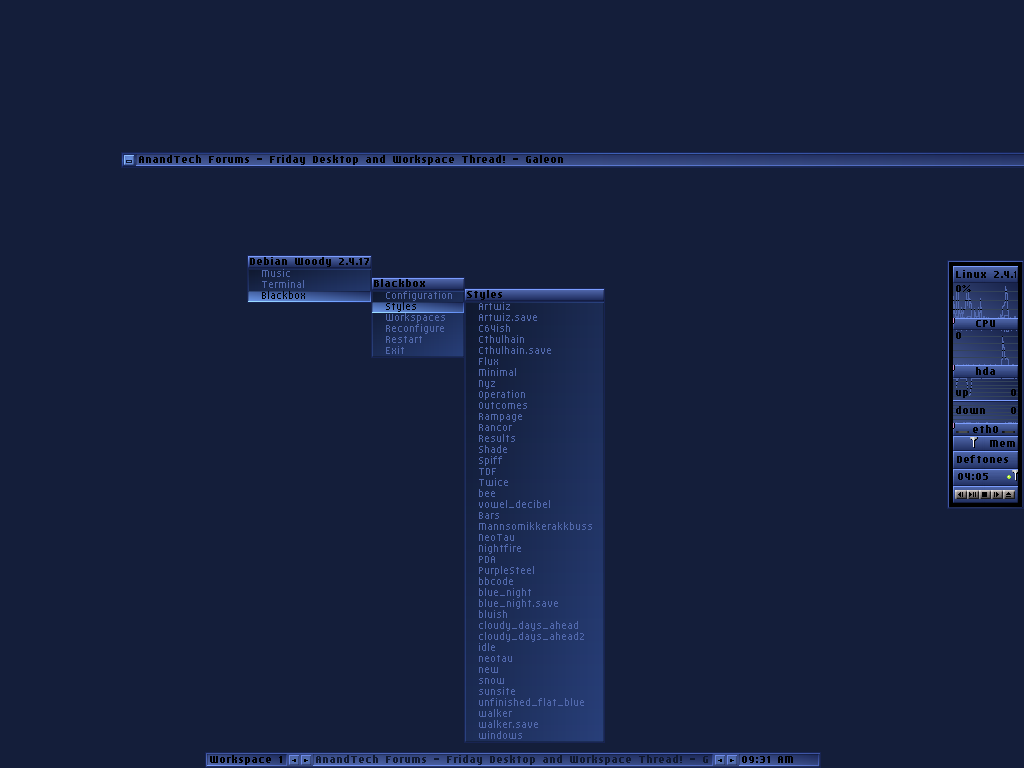 AnandTech Forums - Friday Desktop and Workspace Thread! - Galeon
Debian Woody 2.4.17
Music
Terminal
Blackbox
Blackbox
Configuration
Styles
Workspaces
Reconfigure
Restart
Exit
Styles
Artwiz
Artwiz.save
C64ish
Cthulhain
Cthulhain.save
Flux
Minimal
Nyz
Operation
Outcomes
Rampage
Rancor
Results
Shade
Spiff
TDF
Twice
bee
vowel_decibel
Bars
Mannsomikkerakkbuss
NeoTau
Nightfire
PDA
PurpleSteel
bbcode
blue_night
blue_night.save
bluish
cloudy_days_ahead
cloudy_days_ahead2
idle
neotau
new
snow
sunsite
unfinished_flat_blue
walker
walker.save
windows
Linux 2.4.1
0%
CPU
0
hda
up: 0
down 0
eth0
Mem
Deftones
04:05
Workspace 1
AnandTech Forums - Friday Desktop and Workspace Thread! - G
09:31 AM